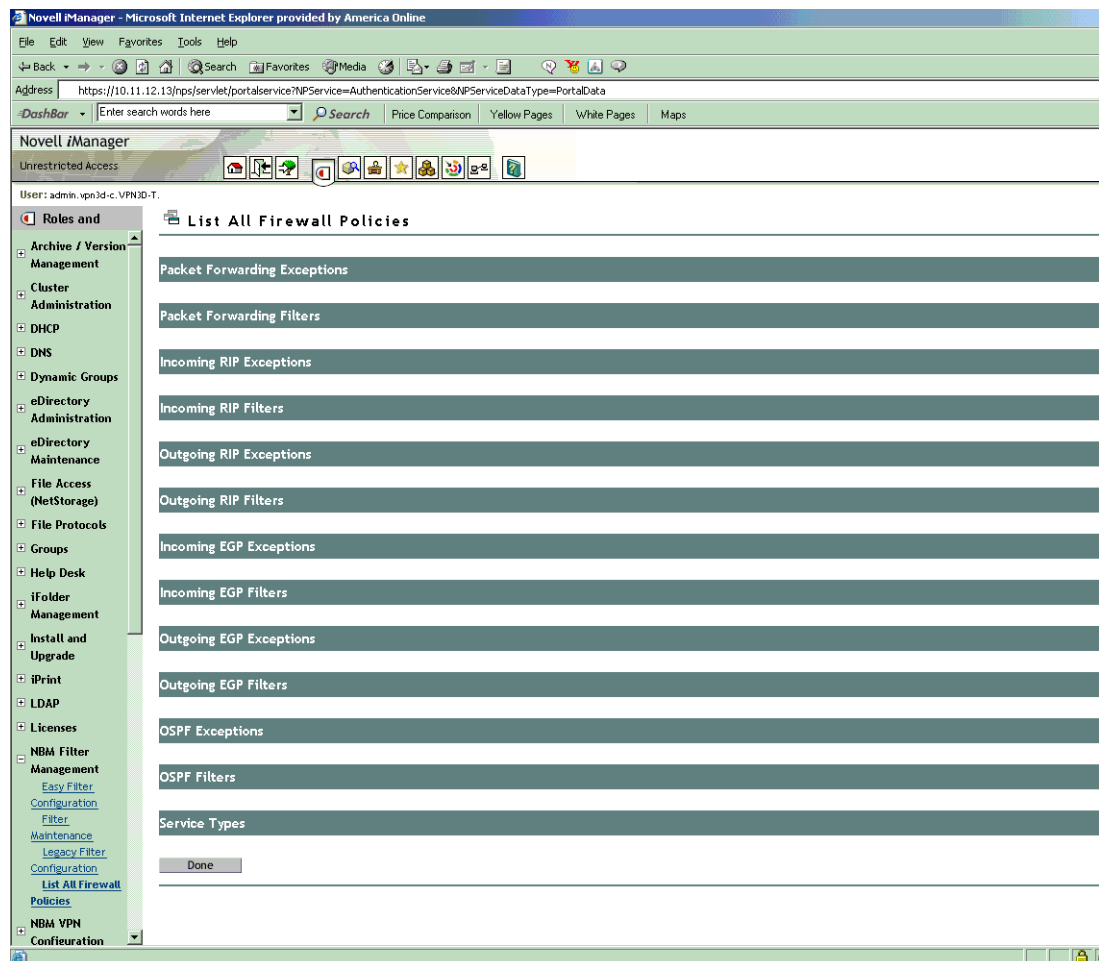 Novell iManager - Microsoft Internet Explorer provided by America Online
File Edit View Favorites Tools Help
Back Search Favorites Media
Address https://10.11.12.13/nps/servlet/portalservice?NPService=AuthenticationService&NPServiceDataType=PortalData
DashBar Enter search words here Search Price Comparison Yellow Pages White Pages Maps
Novell iManager
Unrestricted Access
User: admin.vpn3d-c.VPN3D-T.
Roles and
Archive / Version
Management
Cluster
Administration
DHCP
DNS
Dynamic Groups
eDirectory
Administration
eDirectory
Maintenance
File Access
(NetStorage)
File Protocols
Groups
Help Desk
iFolder
Management
Install and
Upgrade
iPrint
LDAP
Licenses
NBM Filter
Management
Easy Filter
Configuration
Filter
Maintenance
Legacy Filter
Configuration
List All Firewall
Policies
NBM VPN
Configuration
List All Firewall Policies
Packet Forwarding Exceptions
Packet Forwarding Filters
Incoming RIP Exceptions
Incoming RIP Filters
Outgoing RIP Exceptions
Outgoing RIP Filters
Incoming EGP Exceptions
Incoming EGP Filters
Outgoing EGP Exceptions
Outgoing EGP Filters
OSPF Exceptions
OSPF Filters
Service Types
Done